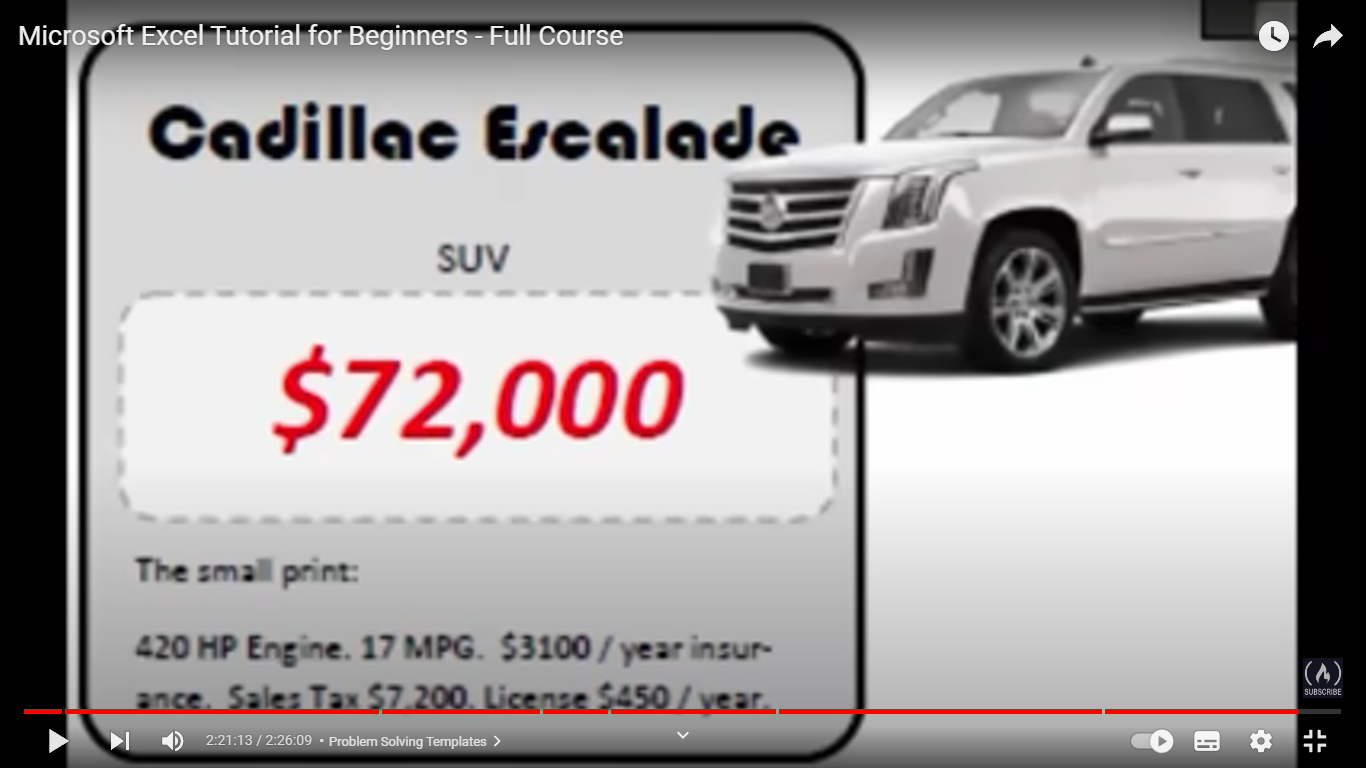 Microsoft Excel Tutorial for Beginners - Full Course
Cadillac Escalade
SUV
$72,000
The small print:
420 HP Engine. 17 MPG. $3100 / year insur-
ance. Sales Tax $7,200. License $450 / year.
SUBSCRIBE
2:21:13 / 2:26:09 • Problem Solving Templates